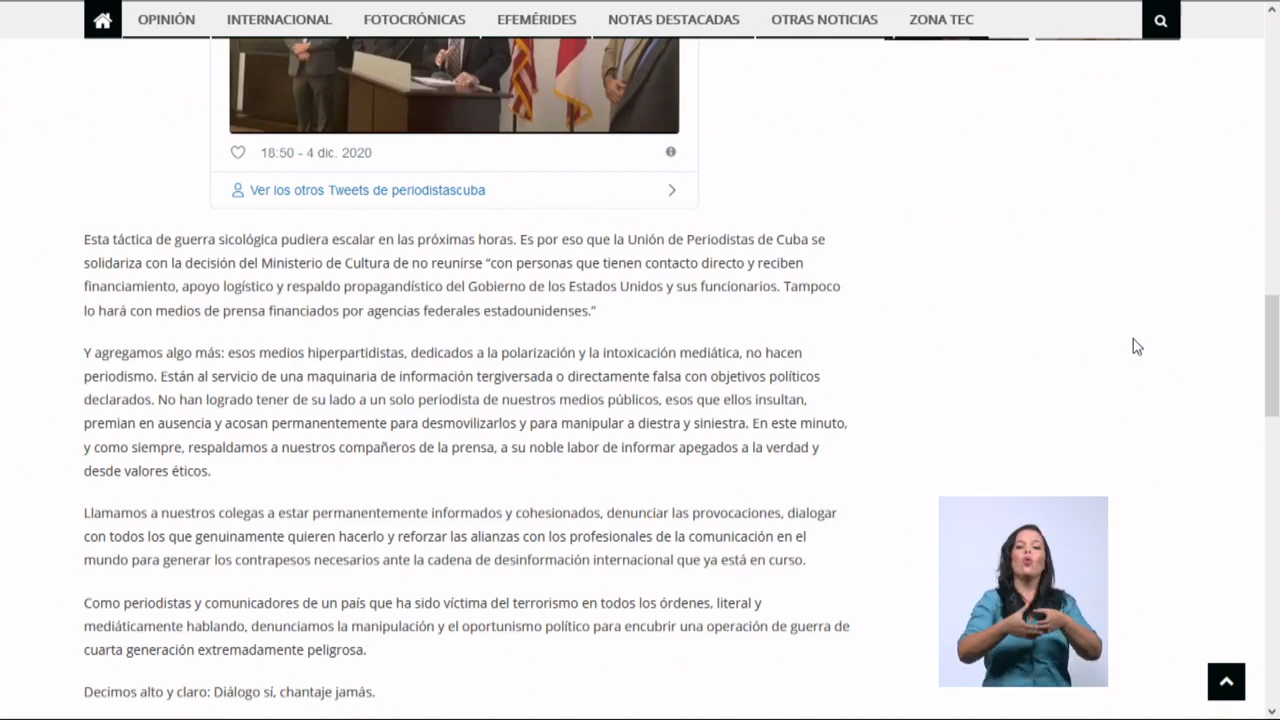 OPINIÓN INTERNACIONAL FOTOCRÓNICAS EFEMÉRIDES NOTAS DESTACADAS OTRAS NOTICIAS ZONA TEC
18:50 - 4 dic. 2020
Ver los otros Tweets de periodistascuba
Esta táctica de guerra sicológica pudiera escalar en las próximas horas. Es por eso que la Unión de Periodistas de Cuba se
solidariza con la decisión del Ministerio de Cultura de no reunirse “con personas que tienen contacto directo y reciben
financiamiento, apoyo logístico y respaldo propagandístico del Gobierno de los Estados Unidos y sus funcionarios. Tampoco
lo hará con medios de prensa financiados por agencias federales estadounidenses.”
Y agregamos algo más: esos medios hiperpartidistas, dedicados a la polarización y la intoxicación mediática, no hacen
periodismo. Están al servicio de una maquinaria de información tergiversada o directamente falsa con objetivos políticos
declarados. No han logrado tener de su lado a un solo periodista de nuestros medios públicos, esos que ellos insultan,
premian en ausencia y acosan permanentemente para desmovilizarlos y para manipular a diestra y siniestra. En este minuto,
y como siempre, respaldamos a nuestros compañeros de la prensa, a su noble labor de informar apegados a la verdad y
desde valores éticos.
Llamamos a nuestros colegas a estar permanentemente informados y cohesionados, denunciar las provocaciones, dialogar
con todos los que genuinamente quieren hacerlo y reforzar las alianzas con los profesionales de la comunicación en el
mundo para generar los contrapesos necesarios ante la cadena de desinformación internacional que ya está en curso.
Como periodistas y comunicadores de un país que ha sido víctima del terrorismo en todos los órdenes, literal y
mediáticamente hablando, denunciamos la manipulación y el oportunismo político para encubrir una operación de guerra de
cuarta generación extremadamente peligrosa.
Decimos alto y claro: Diálogo sí, chantaje jamás.